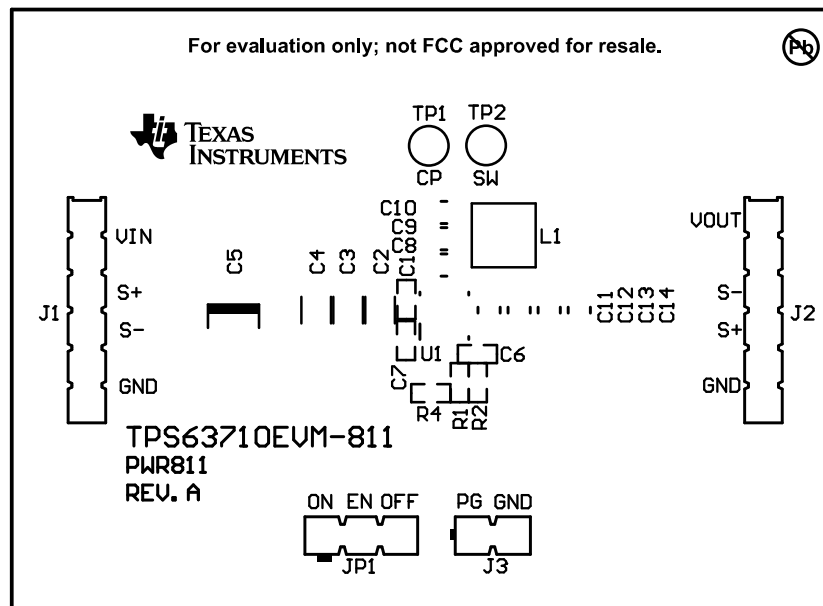 For evaluation only; not FCC approved for resale.
Pb
TEXAS
INSTRUMENTS
TP1 TP2
CP SW
C10
C9
C8
L1
VIN
S+
S-
GND
J1
C5
C4
C3
C2
C1
U1
C7
C6
R4
R1
R2
C11
C12
C13
C14
VOUT
S-
S+
GND
J2
TPS63710EVM-811
PWR811
REV. A
ON EN OFF
JP1
PG GND
J3